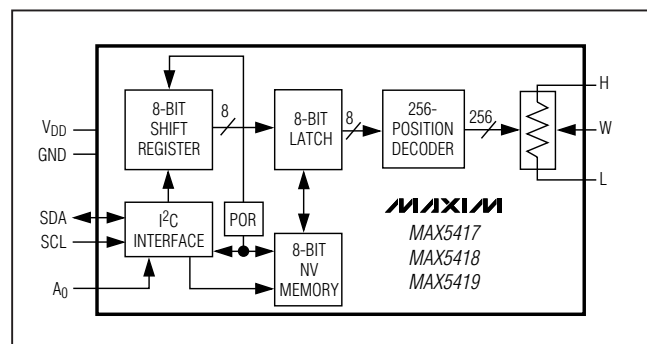 VDD
GND
SDA
SCL
A0
8-BIT
SHIFT
REGISTER
8
8-BIT
LATCH
8
256-
POSITION
DECODER
256
H
W
L
I2C
INTERFACE
POR
8-BIT
NV
MEMORY
MAXIM
MAX5417
MAX5418
MAX5419